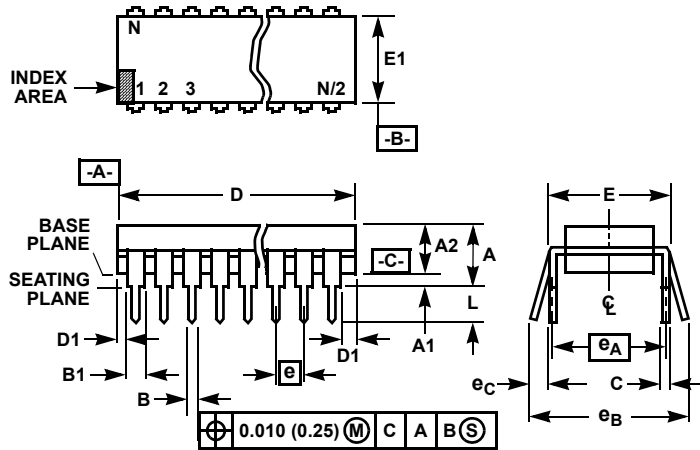 N
E1
INDEX
AREA
1 2 3 N/2
-B-
-A-
D
E
BASE
PLANE
A2
A
-C-
SEATING
PLANE
L
C
L
D1
A1
D1
eA
B1
e
eC
C
B
eB
0.010 (0.25) M C A B S